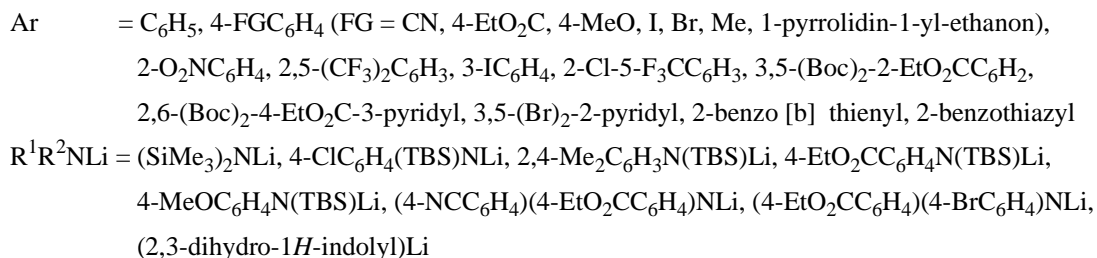 Ar = C₆H₅, 4-FGC₆H₄ (FG = CN, 4-EtO₂C, 4-MeO, I, Br, Me, 1-pyrrolidin-1-yl-ethanon),
2-O₂NC₆H₄, 2,5-(CF₃)₂C₆H₃, 3-IC₆H₄, 2-Cl-5-F₃CC₆H₃, 3,5-(Boc)₂-2-EtO₂CC₆H₂,
2,6-(Boc)₂-4-EtO₂C-3-pyridyl, 3,5-(Br)₂-2-pyridyl, 2-benzo [b] thienyl, 2-benzothiazyl
R¹R²NLi = (SiMe₃)₂NLi, 4-ClC₆H₄(TBS)NLi, 2,4-Me₂C₆H₃N(TBS)Li, 4-EtO₂CC₆H₄N(TBS)Li,
4-MeOC₆H₄N(TBS)Li, (4-NCC₆H₄)(4-EtO₂CC₆H₄)NLi, (4-EtO₂CC₆H₄)(4-BrC₆H₄)NLi,
(2,3-dihydro-1H-indolyl)Li